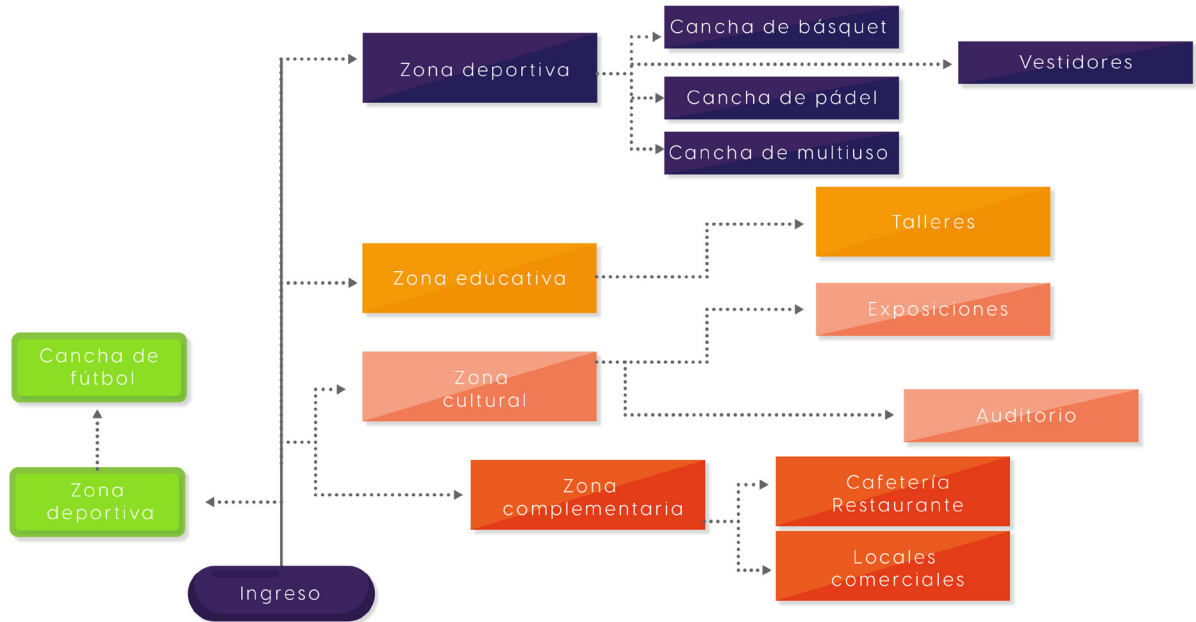 Cancha de básquet
Zona deportiva
Vestidores
Cancha de pádel
Cancha de multiuso
Talleres
Zona educativa
Exposiciones
Cancha de
fútbol
Zona
cultural
Auditorio
Zona
deportiva
Zona
complementaria
Cafetería
Restaurante
Locales
comerciales
Ingreso